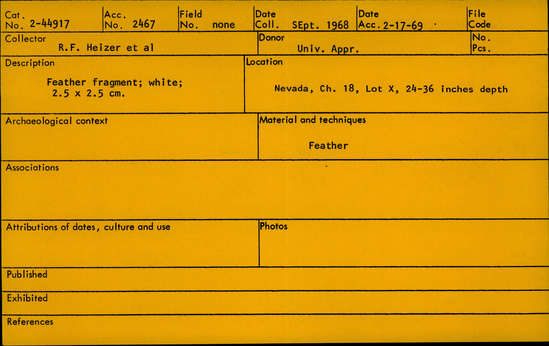 Cat. No. 2-44917 Acc. No. 2467 Field No. none Date Coll. SEpt. 1968 Date Acc. 2-17-69 File Code
Collector R.F. Heizer et al Donor Univ. Appr. No. Pcs.
Description Location
Feather fragment; white;
2.5 x 2.5 cm.
Nevada, Ch. 18, Lot X, 24-36 inches depth
Archaeological context Material and techniques
Feather
Associations
Attributions of dates, culture and use Photos
Published
Exhibited
References